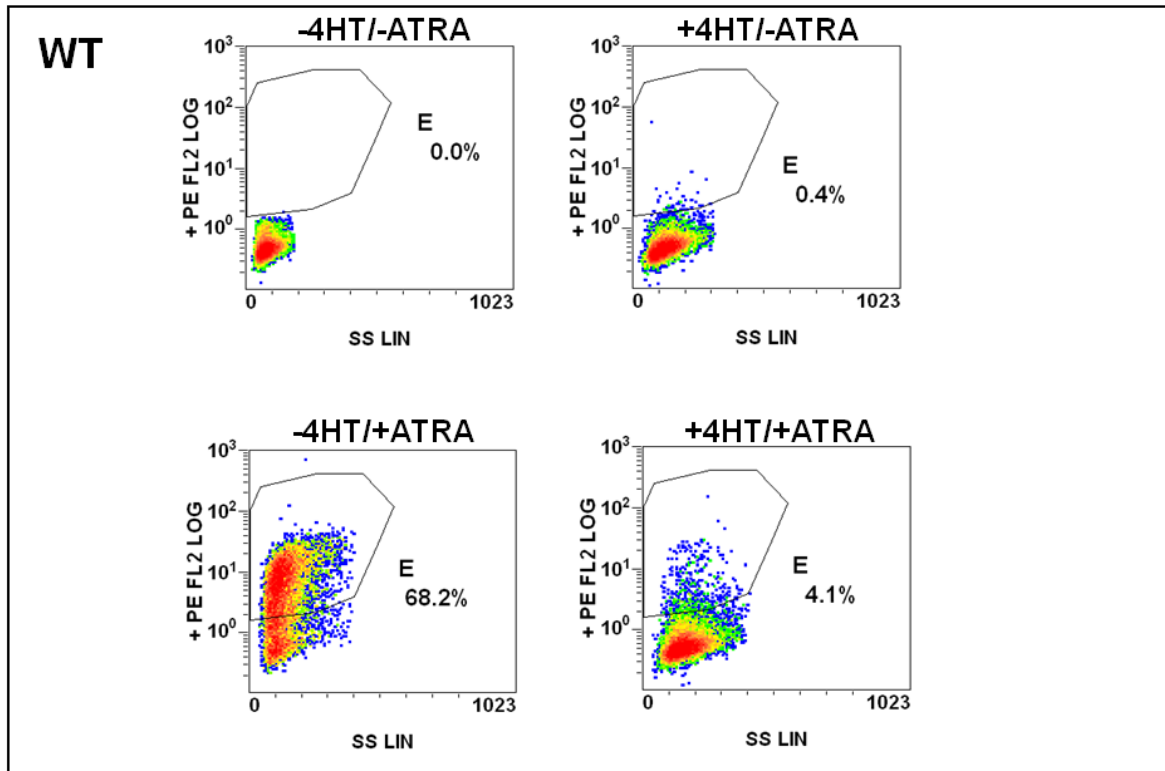 WT
-4HT/-ATRA
+ PE FL2 LOG
10³
10²
10¹
10⁰
E
0.0%
0
1023
SS LIN
+4HT/-ATRA
+ PE FL2 LOG
10³
10²
10¹
10⁰
E
0.4%
0
1023
SS LIN
-4HT/+ATRA
+ PE FL2 LOG
10³
10²
10¹
10⁰
E
68.2%
0
1023
SS LIN
+4HT/+ATRA
+ PE FL2 LOG
10³
10²
10¹
10⁰
E
4.1%
0
1023
SS LIN